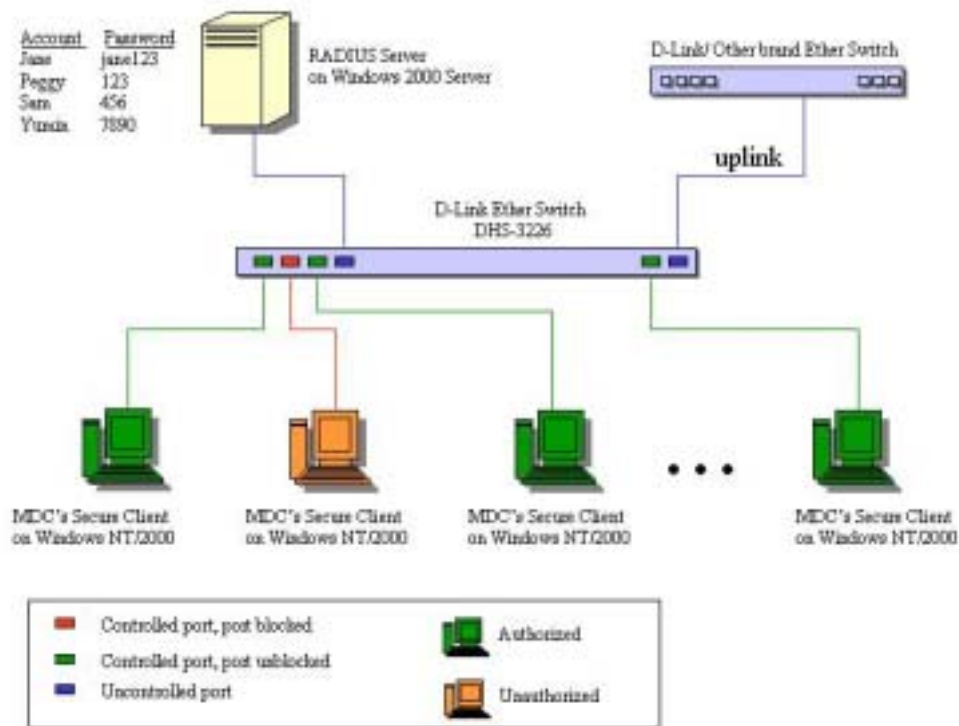 Account Password
Jane jane123
Peggy 123
Sam 456
7890
RADIUS Server
on Windows 2000 Server
D-Link/ Other brand Ether Switch
uplink
D-Link Ether Switch
DHS-3226
MDC's Secure Client
on Windows NT/2000
MDC's Secure Client
on Windows NT/2000
MDC's Secure Client
on Windows NT/2000
MDC's Secure Client
on Windows NT/2000
Controlled port, post blocked
Controlled port, post unblocked
Uncontrolled port
Authorized
Unauthorized